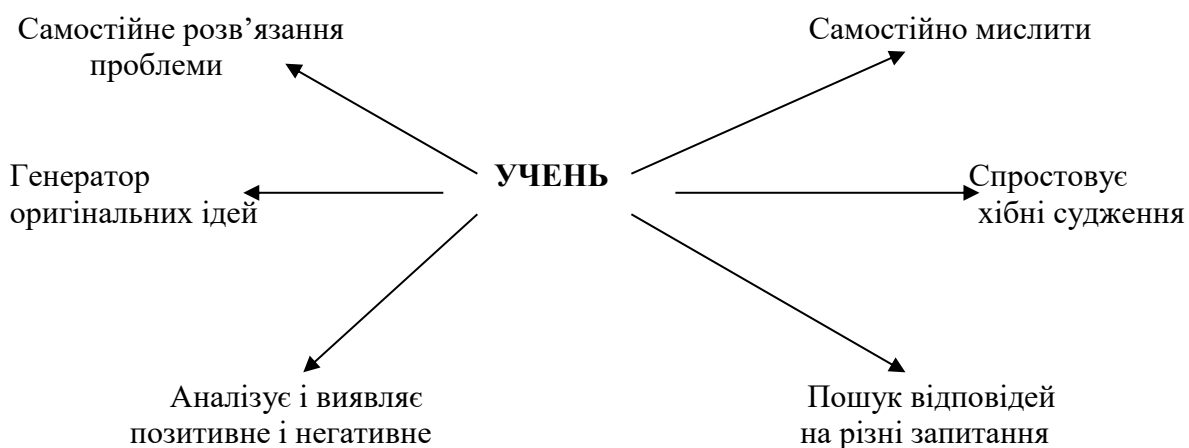 Самостійне розв’язання
проблеми
Самостійно мислити
Генератор
оригінальних ідей
УЧЕНЬ
Спростовує
хібні судження
Аналізує і виявляє
позитивне і негативне
Пошук відповідей
на різні запитання